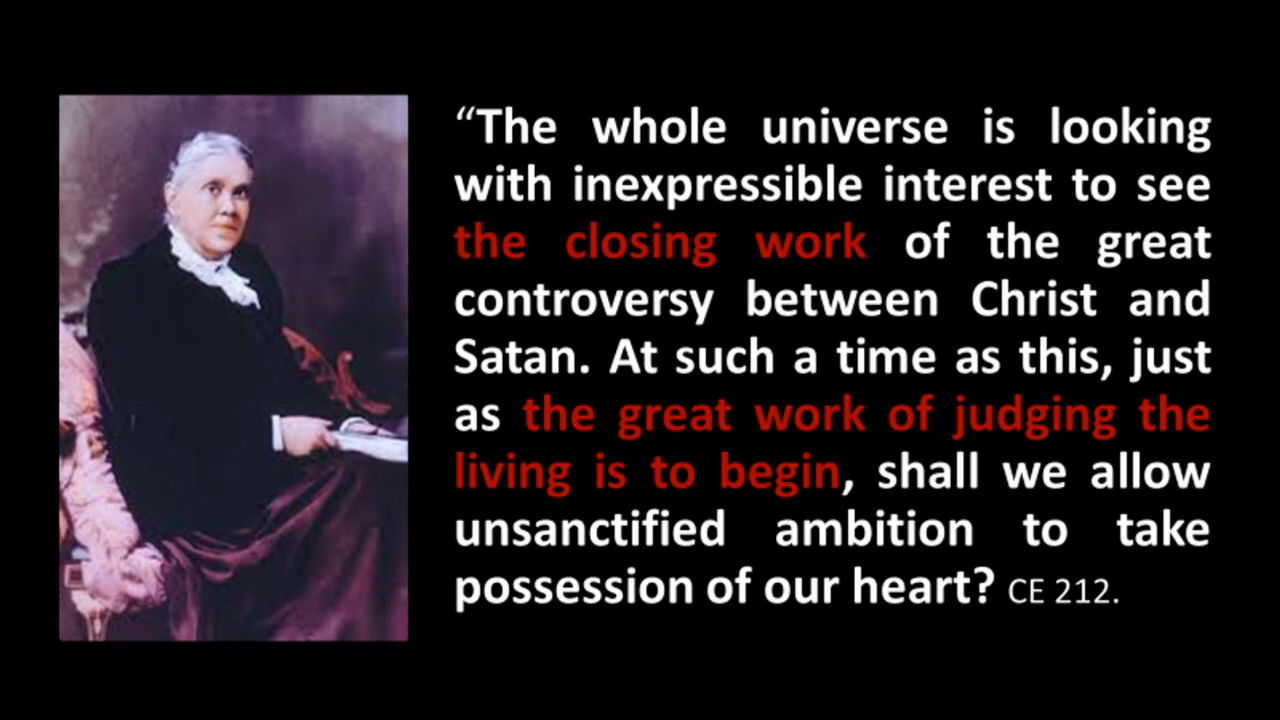 “The whole universe is looking
with inexpressible interest to see
the closing work of the great
controversy between Christ and
Satan. At such a time as this, just
as the great work of judging the
living is to begin, shall we allow
unsanctified ambition to take
possession of our heart? CE 212.